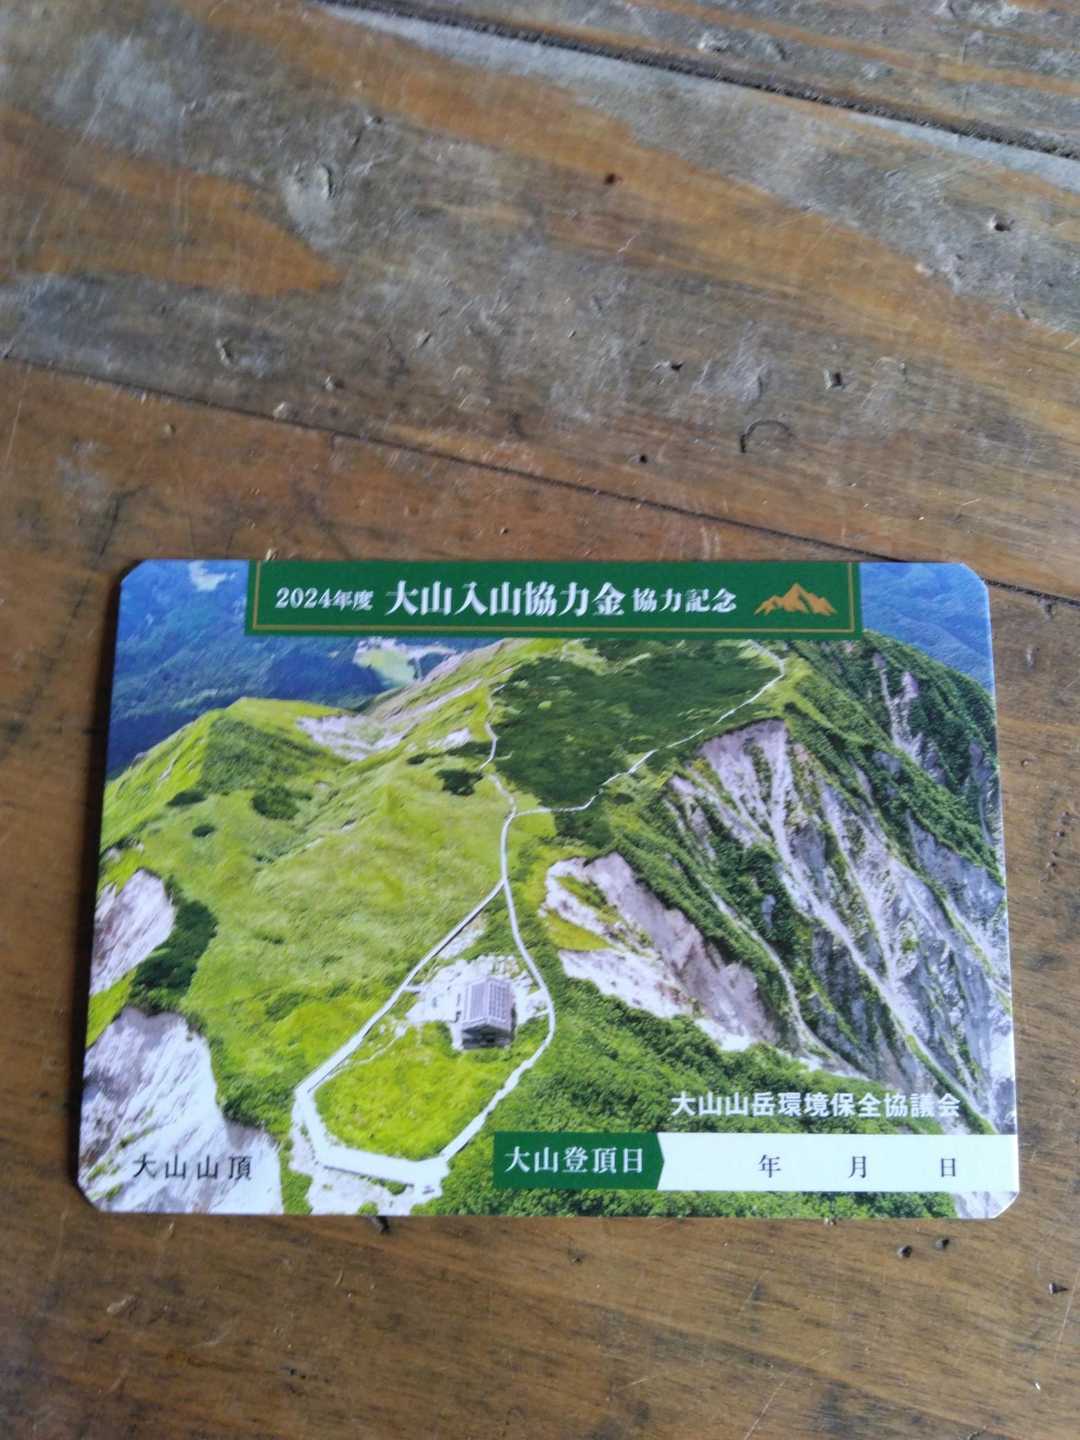 2024年度 大山入山協力金 協力記念
大山山岳環境保全協議会
大山山頂
大山登頂日 年 月 日